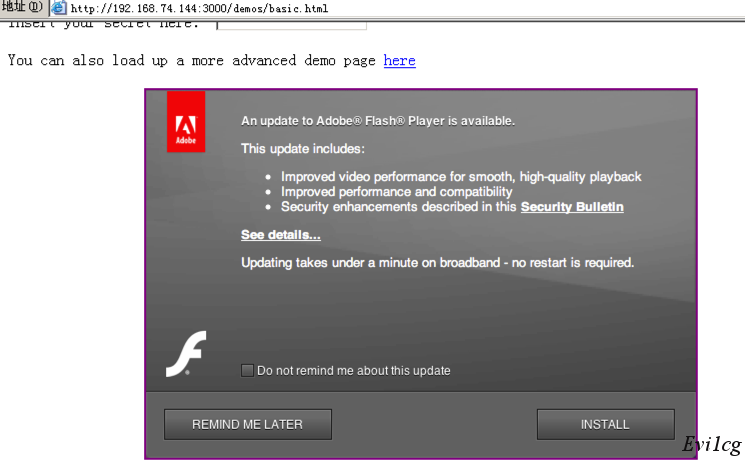 地址(D) http://192.168.74.144:3000/demos/basic.html
Insert your secret here:
You can also load up a more advanced demo page here
Adobe
An update to Adobe® Flash® Player is available.
This update includes:
• Improved video performance for smooth, high-quality playback
• Improved performance and compatibility
• Security enhancements described in this Security Bulletin
See details...
Updating takes under a minute on broadband - no restart is required.
Do not remind me about this update
REMIND ME LATER
INSTALL
Evi1cg